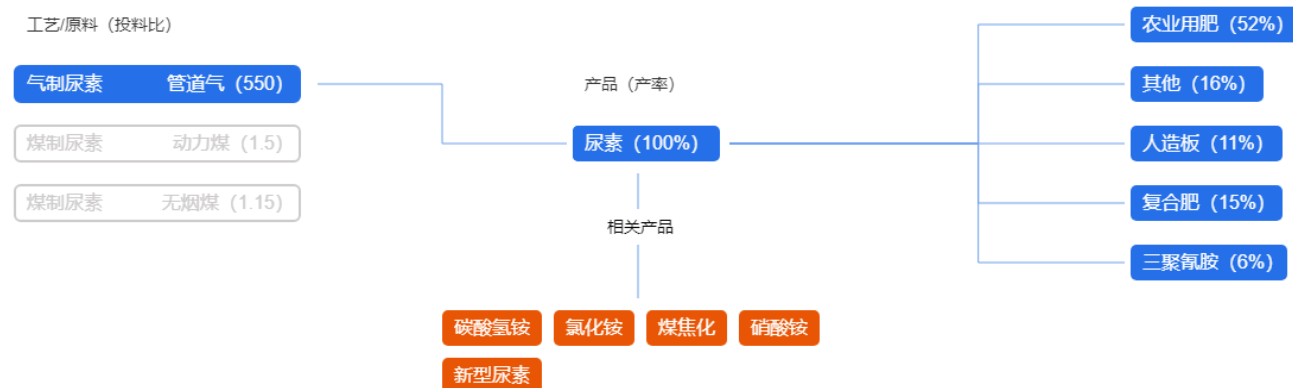 工艺/原料（投料比）
气制尿素 管道气（550）
煤制尿素 动力煤（1.5）
煤制尿素 无烟煤（1.15）
产品（产率）
尿素（100%）
相关产品
碳酸氢铵 氯化铵 煤焦化 硝酸铵
新型尿素
农业用肥（52%）
其他（16%）
人造板（11%）
复合肥（15%）
三聚氰胺（6%）